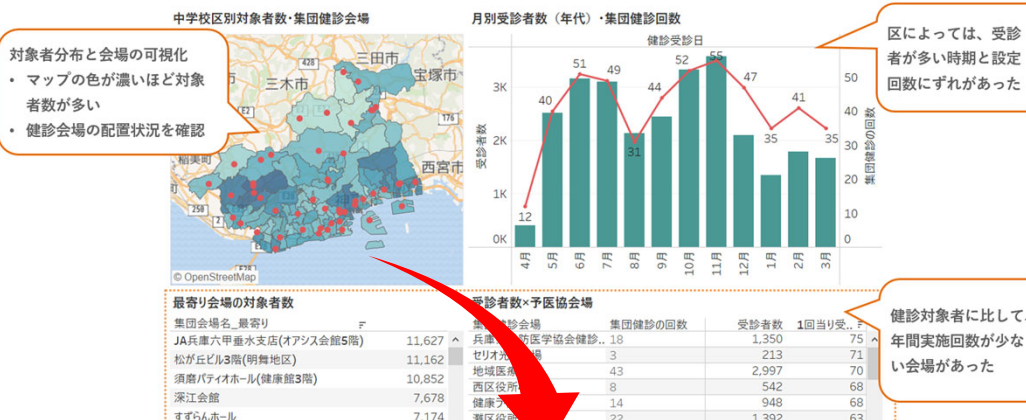 中学校区別対象者数・集団健診会場
月別受診者数（年代）・集団健診回数
対象者分布と会場の可視化
• マップの色が濃いほど対象
者数が多い
• 健診会場の配置状況を確認
区によっては、受診
者が多い時期と設定
回数にずれがあった
三田市
宝塚市
三木市
西宮市
稲美町
428
176
250
2
E2
© OpenStreetMap
健診受診日
受診者数
集団健診の回数
3K
2K
1K
0K
50
40
30
20
10
0
12
40
51
49
31
44
52
55
47
35
41
35
4月
5月
6月
7月
8月
9月
10月
11月
12月
1月
2月
3月
最寄り会場の対象者数
集団会場名_最寄り
JA兵庫六甲垂水支店(オアシス会館5階) 11,627
松が丘ビル3階(明舞地区) 11,162
須磨パティオホール(健康館3階) 10,852
深江会館 7,678
すずらんホール 7,174
受診者数×予医協会場
集団健診の回数 受診者数 1回当り受..
18 1,350 75
3 213 71
地域医療 43 2,997 70
西区役所 8 542 68
14 948 68
灘区役所 22 1,392 63
健診対象者に比して、
年間実施回数が少な
い会場があった